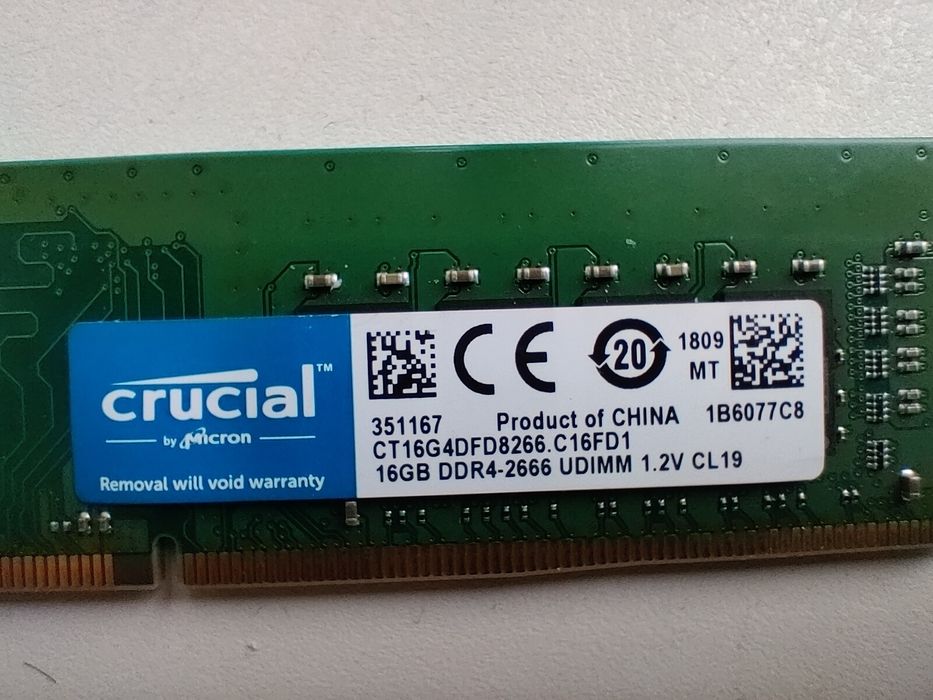 crucial™
by Micron
Removal will void warranty
CE
20
1809
MT
351167
Product of CHINA
1B6077C8
CT16G4DFD8266.C16FD1
16GB DDR4-2666 UDIMM 1.2V CL19